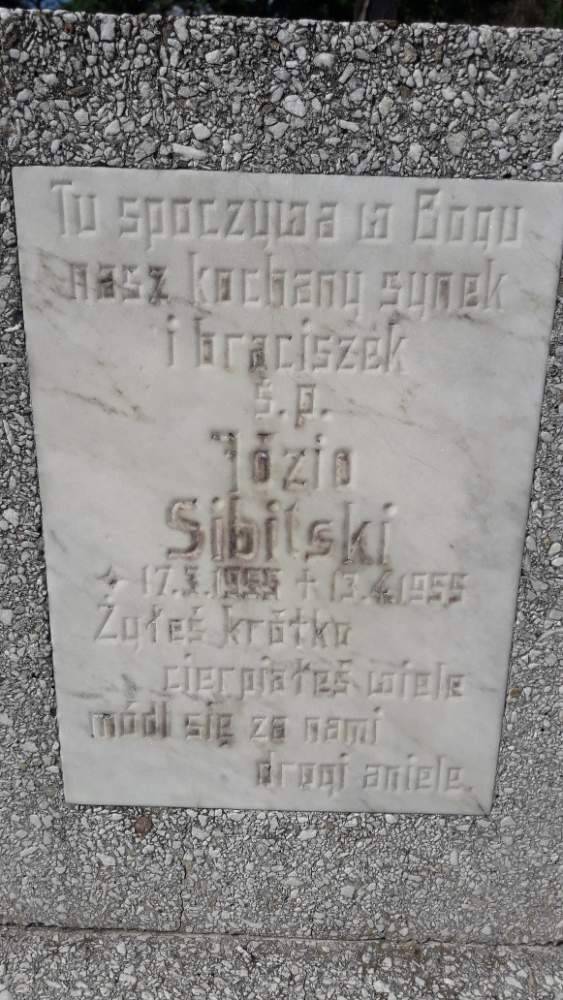 Tu spoczywa w Bogu
nasz kochany synek
i braciszek
ś.p.
Józio
Sibilski
17.3.1955 + 13.4.1955
Żyłeś krótko
cierpiałeś wiele
módl się za nami
drogi aniele.